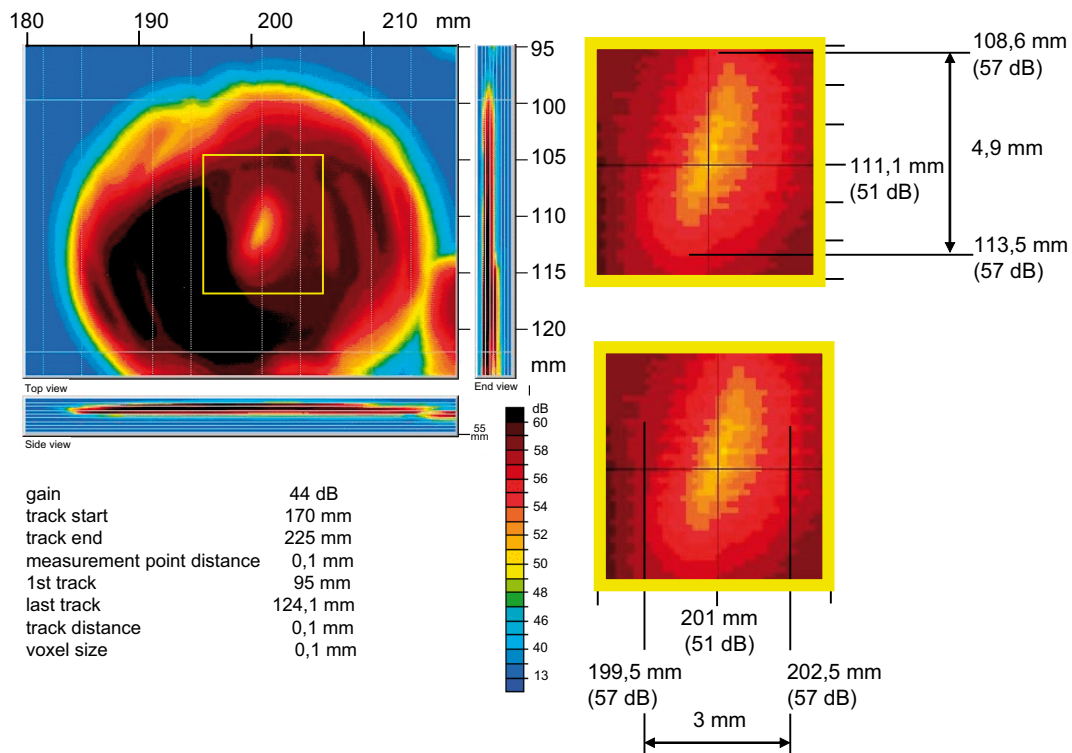 180 190 200 210 mm
95
100
105
110
115
120
mm
Top view
End view
Side view
55
mm
dB
60
58
56
54
52
50
48
46
40
13
gain 44 dB
track start 170 mm
track end 225 mm
measurement point distance 0,1 mm
1st track 95 mm
last track 124,1 mm
track distance 0,1 mm
voxel size 0,1 mm
108,6 mm
(57 dB)
4,9 mm
111,1 mm
(51 dB)
113,5 mm
(57 dB)
201 mm
(51 dB)
199,5 mm
(57 dB)
202,5 mm
(57 dB)
3 mm